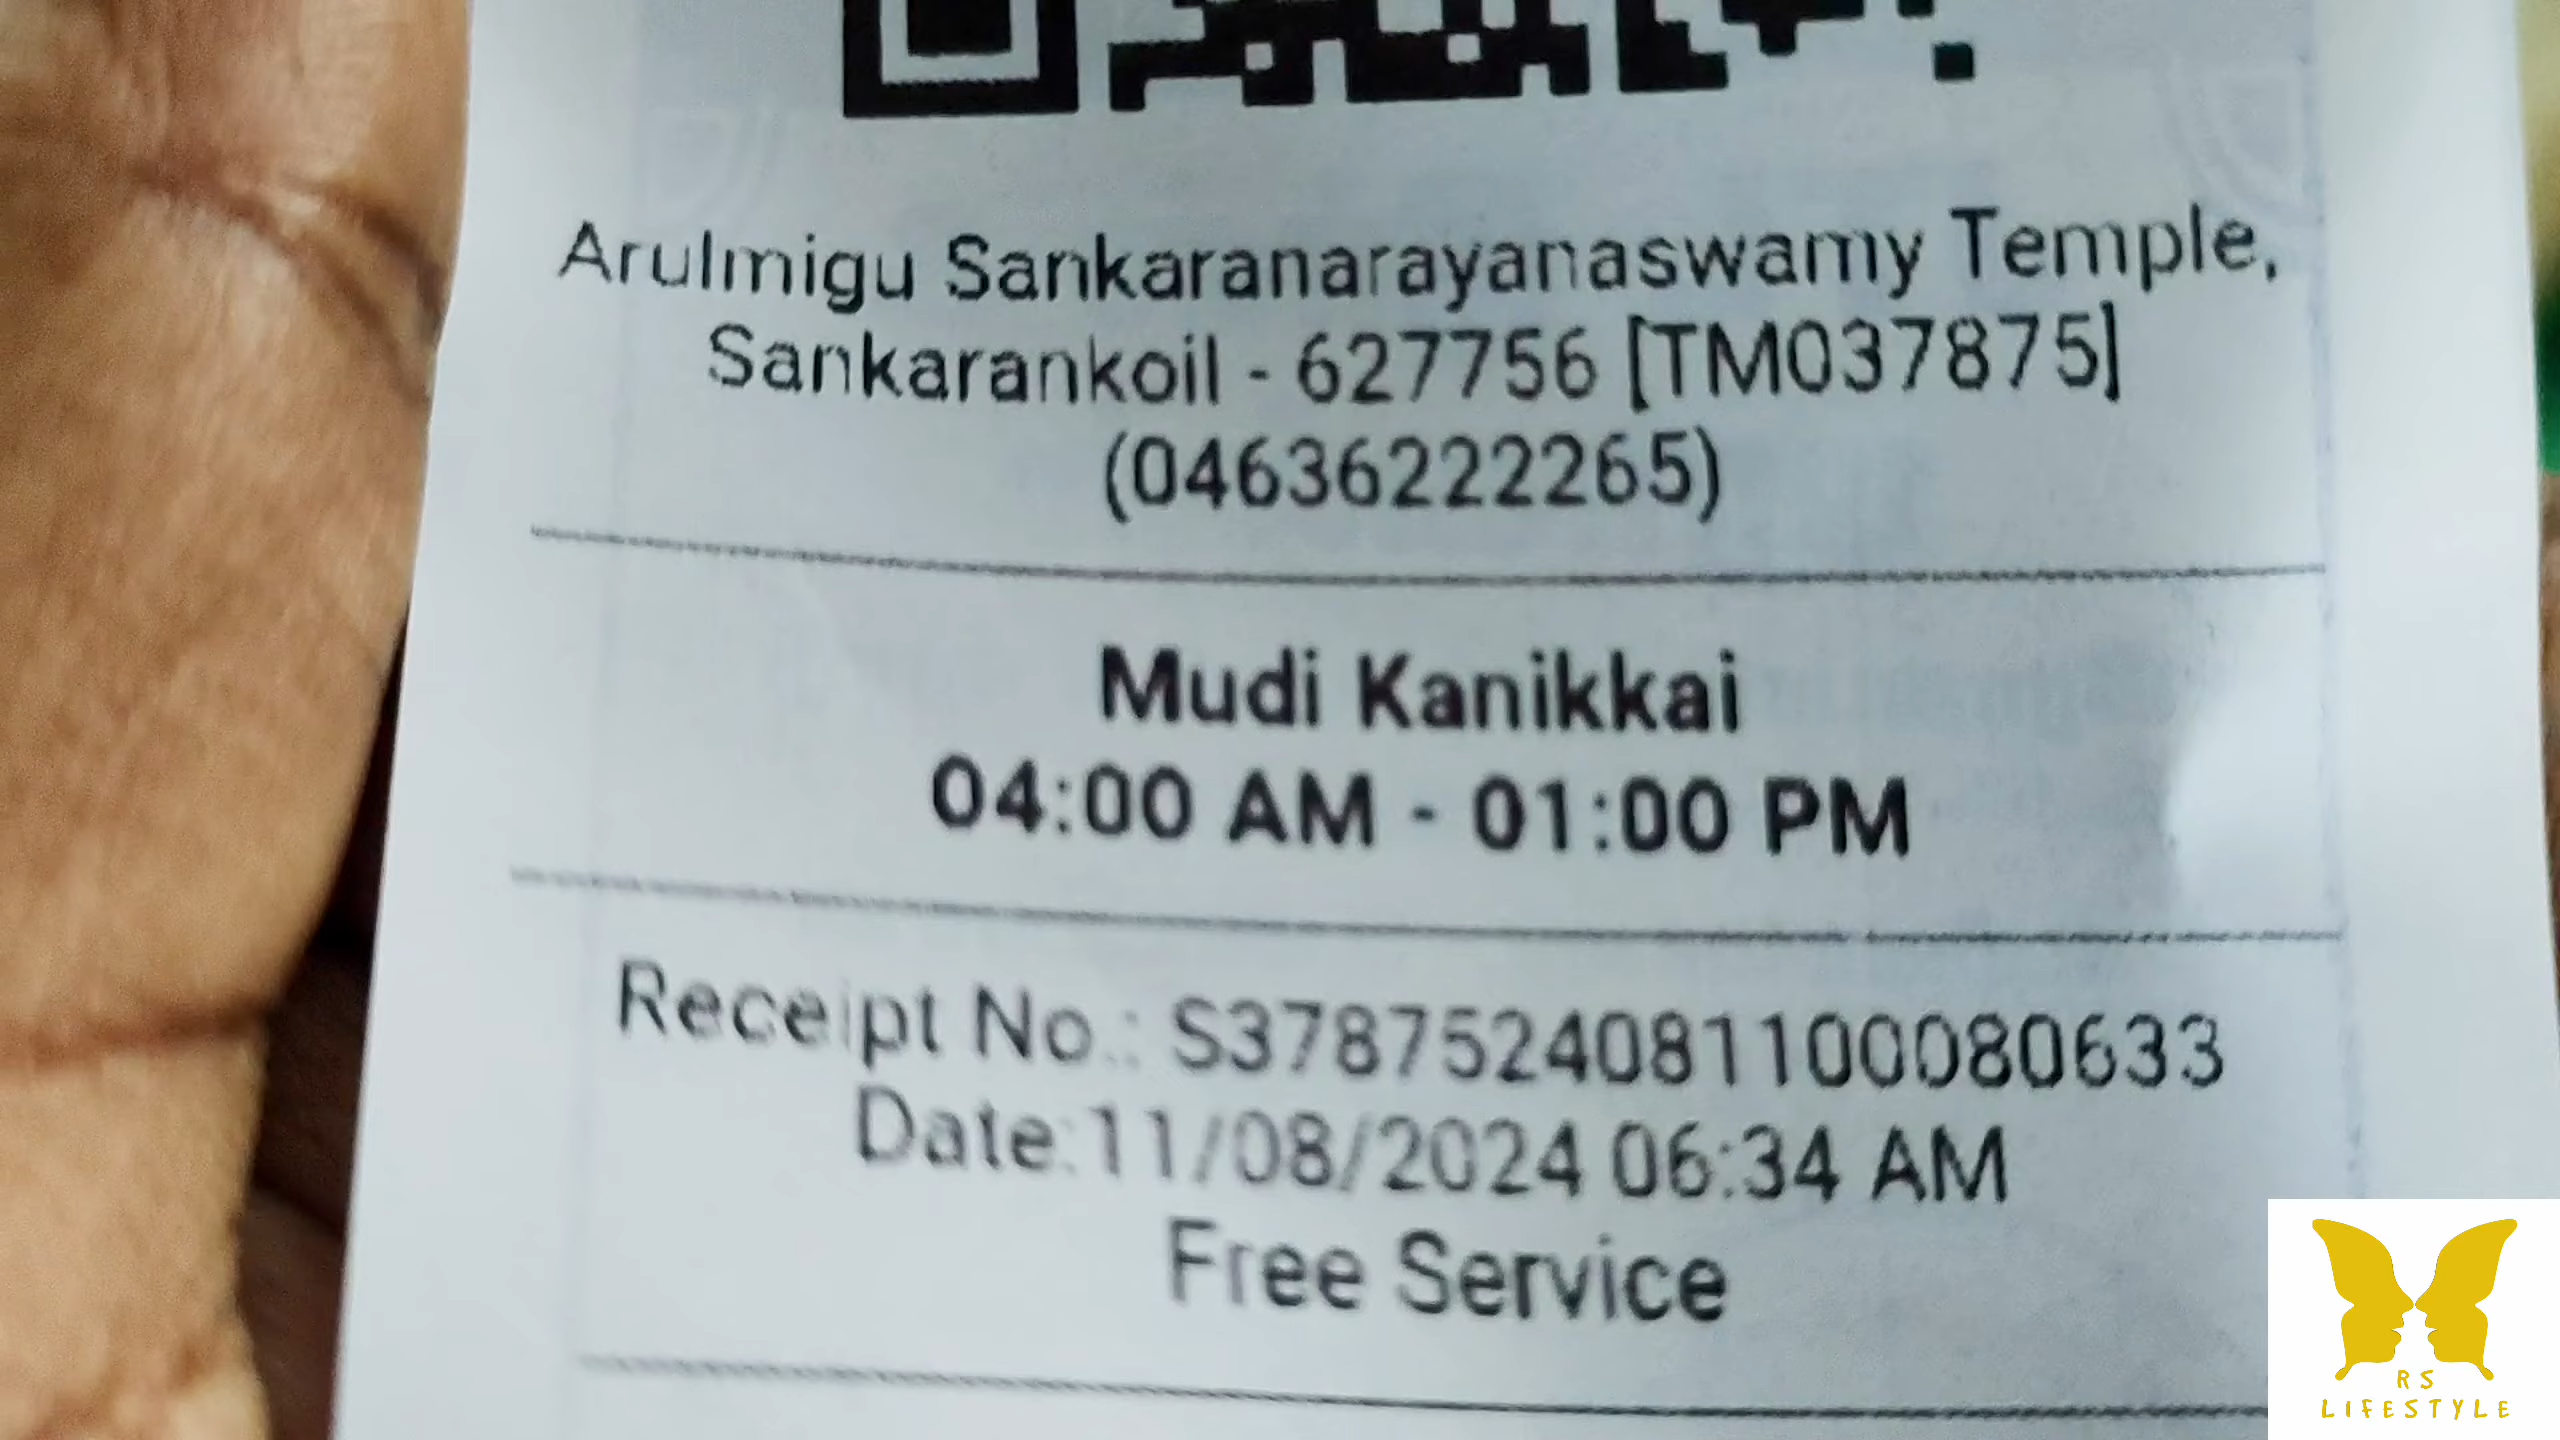 Arulmigu Sankaranarayanaswamy Temple,
Sankarankoil - 627756 [TM037875]
(04636222265)
Mudi Kanikkai
04:00 AM - 01:00 PM
Receipt No.: S3787524081100080633
Date:11/08/2024 06:34 AM
Free Service
RS
LIFESTYLE